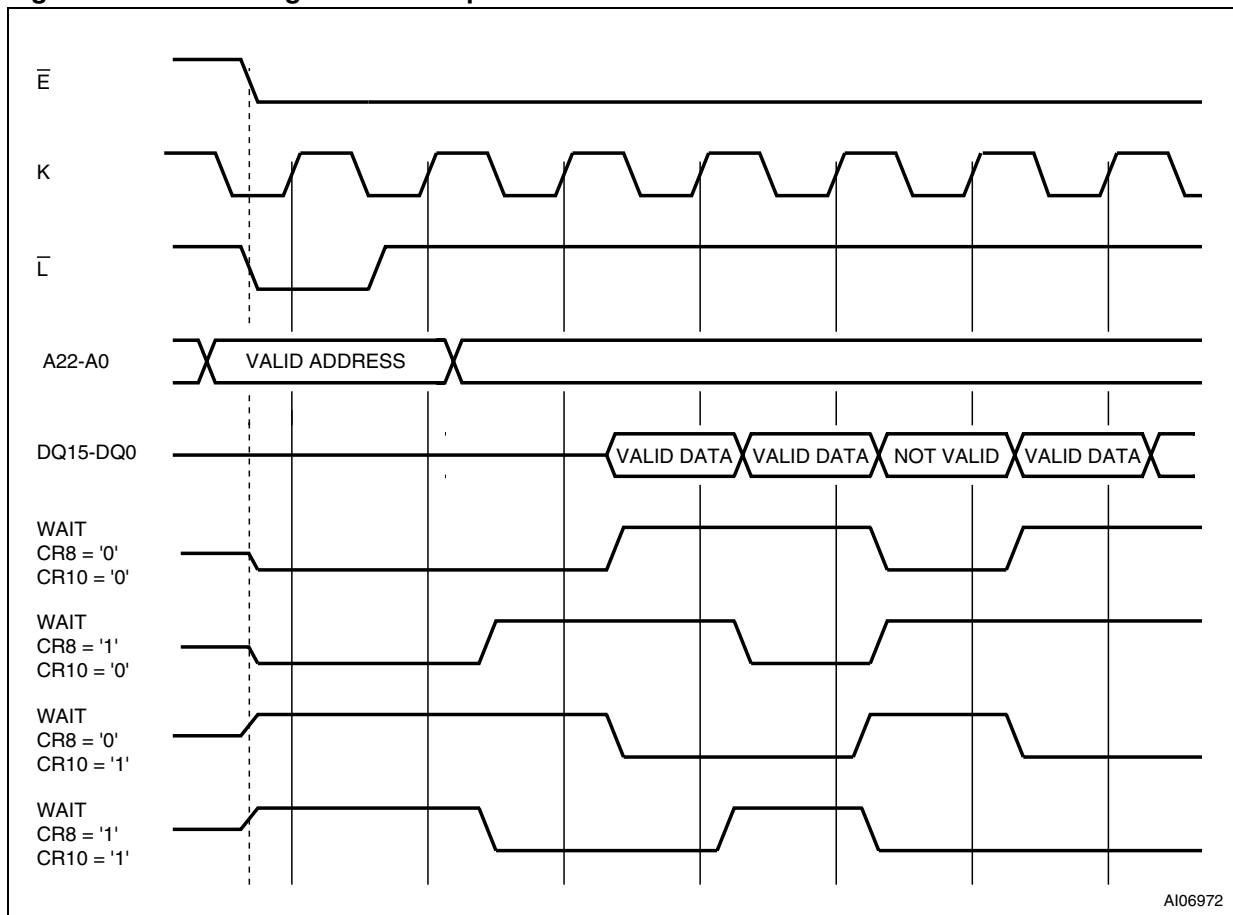 E
K
L
A22-A0
VALID ADDRESS
DQ15-DQ0
VALID DATA
VALID DATA
NOT VALID
VALID DATA
WAIT
CR8 = '0'
CR10 = '0'
WAIT
CR8 = '1'
CR10 = '0'
WAIT
CR8 = '0'
CR10 = '1'
WAIT
CR8 = '1'
CR10 = '1'
AI06972